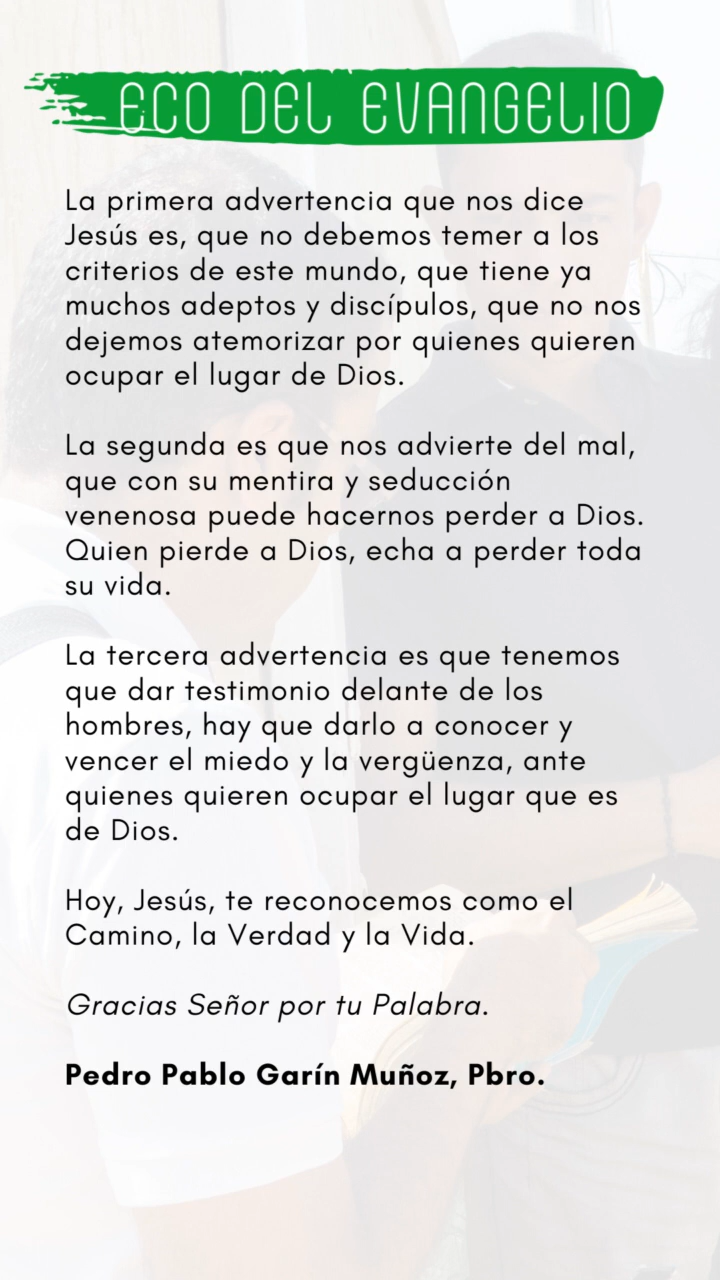 ECO DEL EVANGELIO
La primera advertencia que nos dice
Jesús es, que no debemos temer a los
criterios de este mundo, que tiene ya
muchos adeptos y discípulos, que no nos
dejemos atemorizar por quienes quieren
ocupar el lugar de Dios.
La segunda es que nos advierte del mal,
que con su mentira y seducción
venenosa puede hacernos perder a Dios.
Quien pierde a Dios, echa a perder toda
su vida.
La tercera advertencia es que tenemos
que dar testimonio delante de los
hombres, hay que darlo a conocer y
vencer el miedo y la vergüenza, ante
quienes quieren ocupar el lugar que es
de Dios.
Hoy, Jesús, te reconocemos como el
Camino, la Verdad y la Vida.
Gracias Señor por tu Palabra.
Pedro Pablo Garín Muñoz, Pbro.